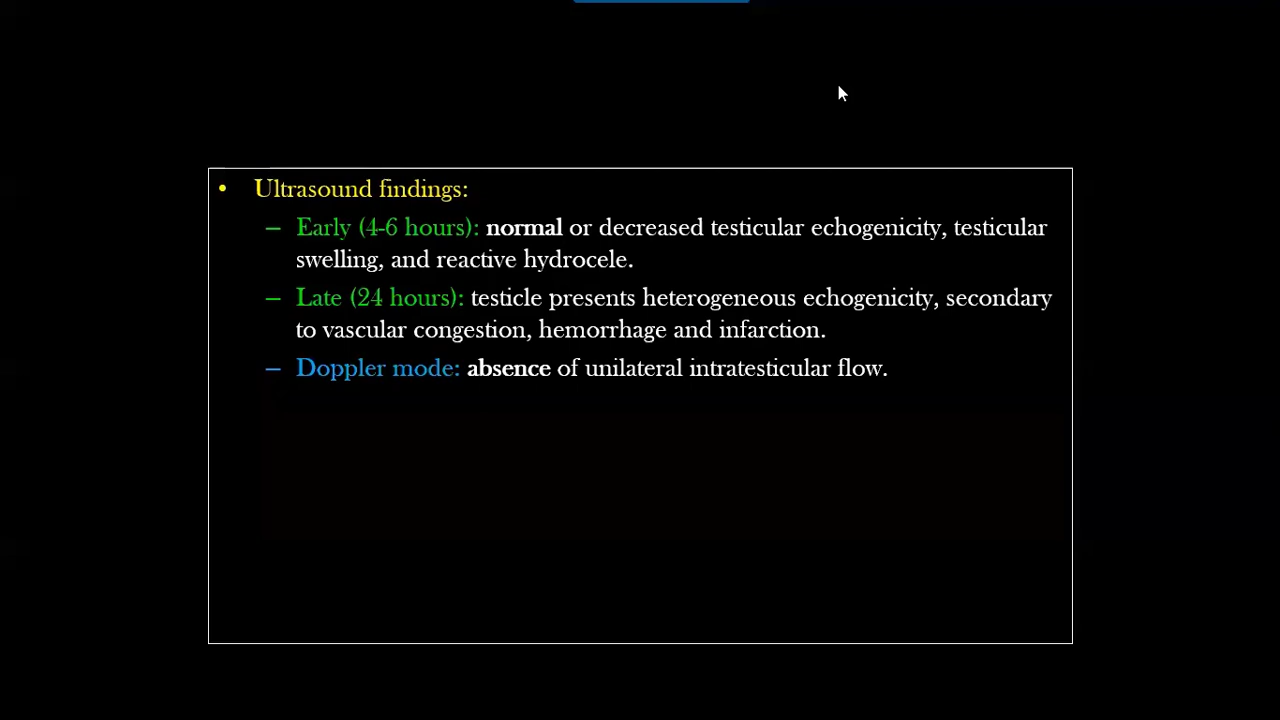 • Ultrasound findings:
– Early (4-6 hours): normal or decreased testicular echogenicity, testicular
swelling, and reactive hydrocele.
– Late (24 hours): testicle presents heterogeneous echogenicity, secondary
to vascular congestion, hemorrhage and infarction.
– Doppler mode: absence of unilateral intratesticular flow.